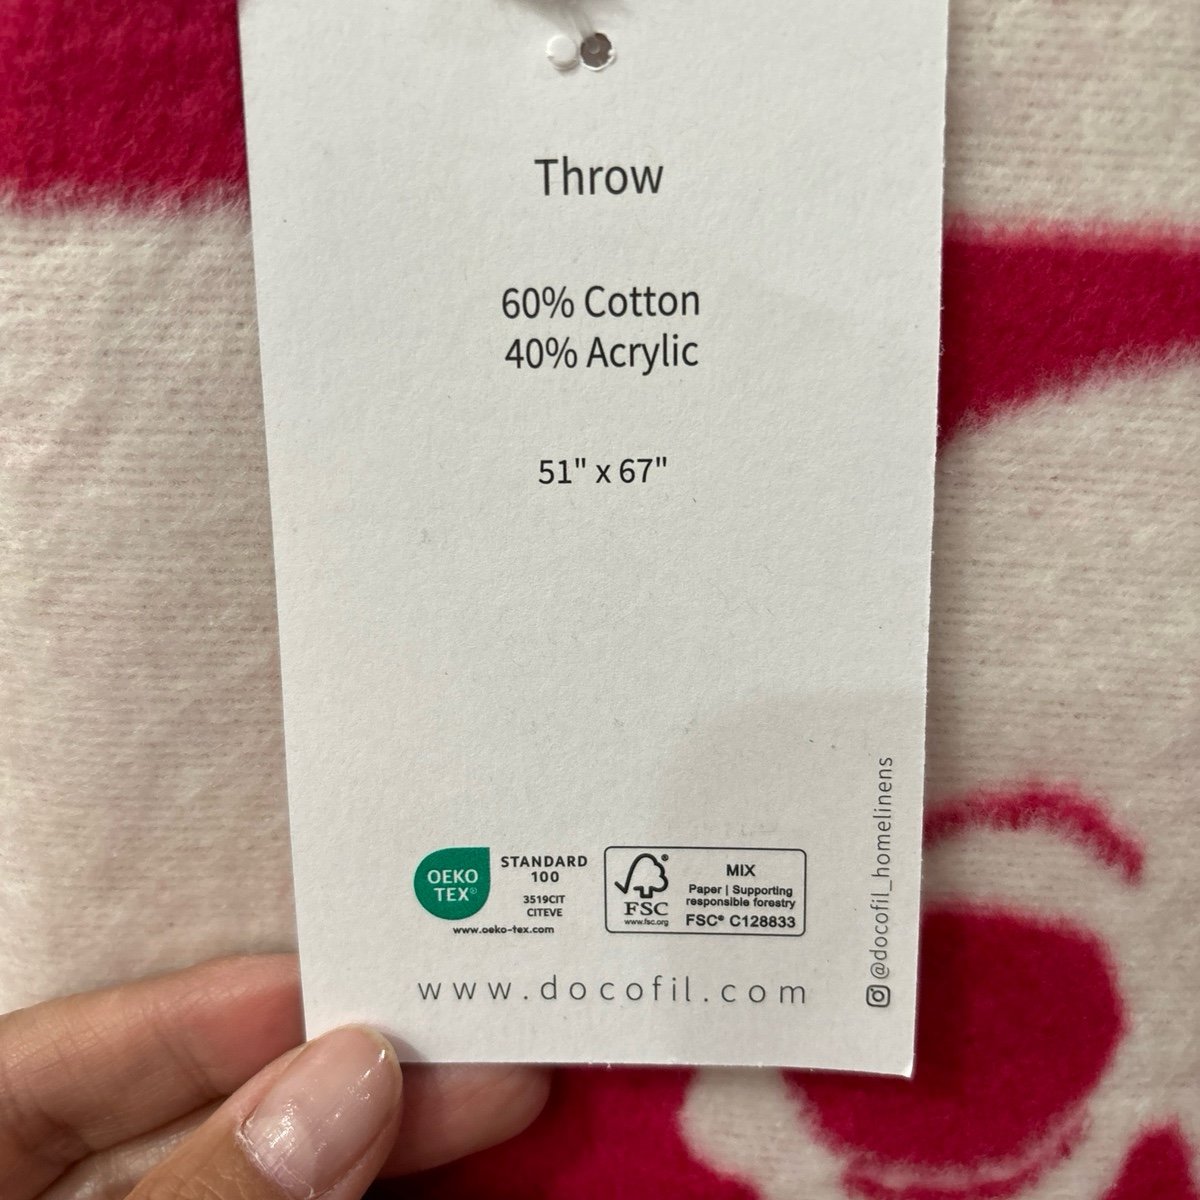 Throw
60% Cotton
40% Acrylic
51" x 67"
OEKO
TEX®
STANDARD
100
3519CIT
CITEVE
www.oeko-tex.com
FSC
www.fsc.org
MIX
Paper | Supporting
responsible forestry
FSC® C128833
www.docofil.com
@docofil_homelinens